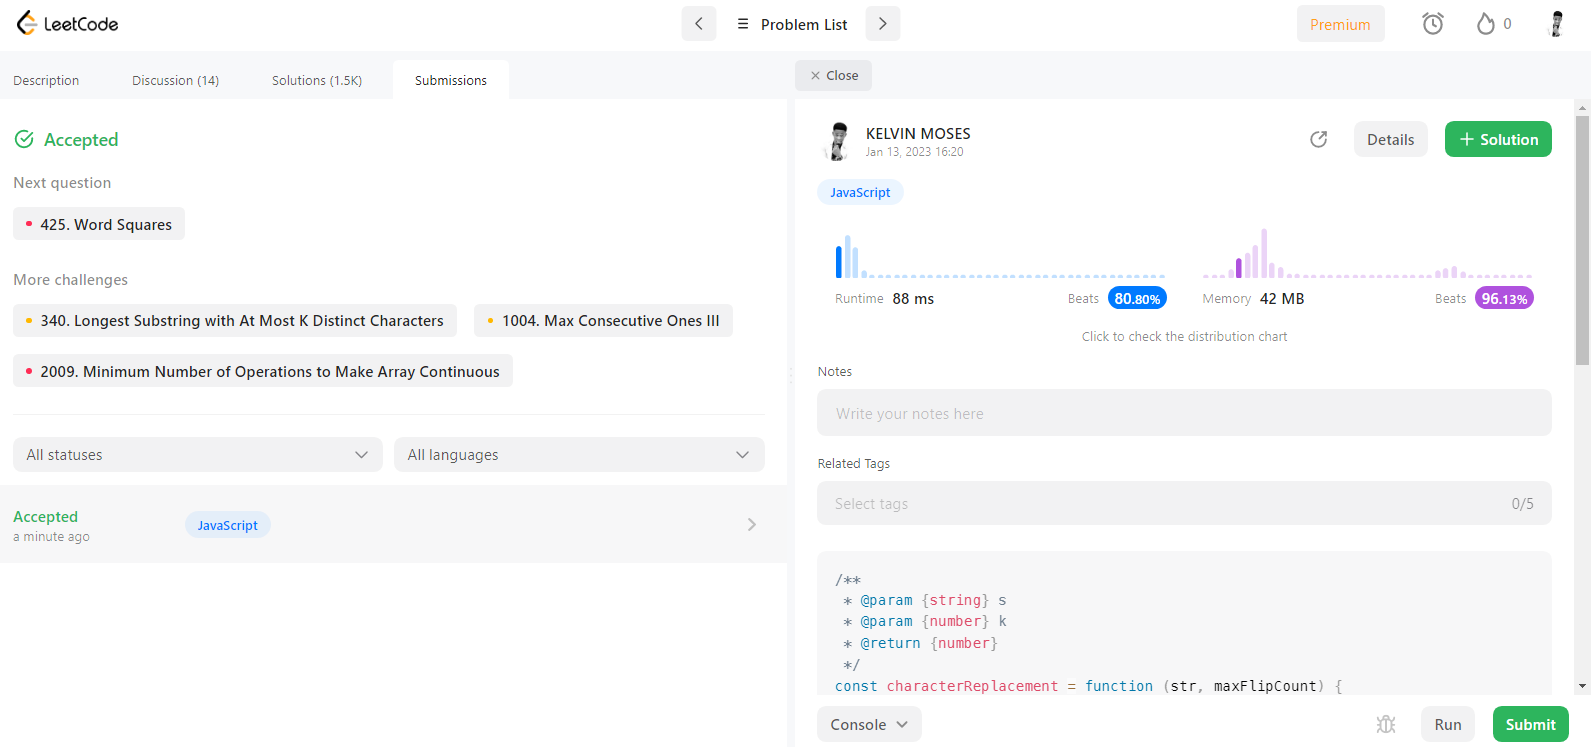 LeetCode
Problem List
Premium
0
Description
Discussion (14)
Solutions (1.5K)
Submissions
Accepted
Next question
425. Word Squares
More challenges
340. Longest Substring with At Most K Distinct Characters
1004. Max Consecutive Ones III
2009. Minimum Number of Operations to Make Array Continuous
All statuses
All languages
Accepted
JavaScript
a minute ago
Close
KELVIN MOSES
Jan 13, 2023 16:20
Details
+ Solution
JavaScript
Runtime 88 ms
Beats 80.80%
Memory 42 MB
Beats 96.13%
Click to check the distribution chart
Notes
Write your notes here
Related Tags
Select tags
0/5
/**
 * @param {string} s
 * @param {number} k
 * @return {number}
 */
const characterReplacement = function (str, maxFlipCount) {
Console
Run
Submit